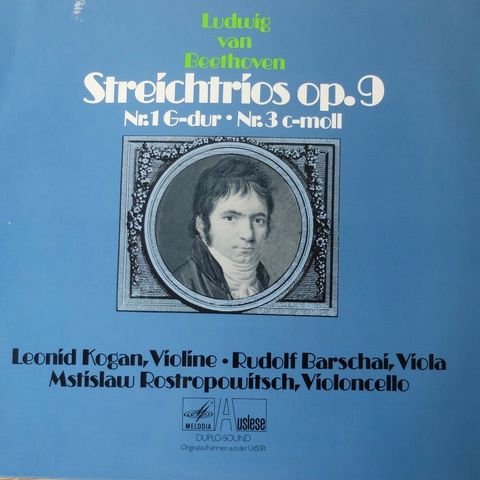 Ludwig
van
Beethoven
Streichtrios op.9
Nr.1 G-dur • Nr.3 c-moll
Leonid Kogan, Violine • Rudolf Barschai, Viola
Mstislaw Rostropowitsch, Violoncello
MELODIA Auslese
DUPLO-SOUND
Originalaufnahmen aus der UdSSR